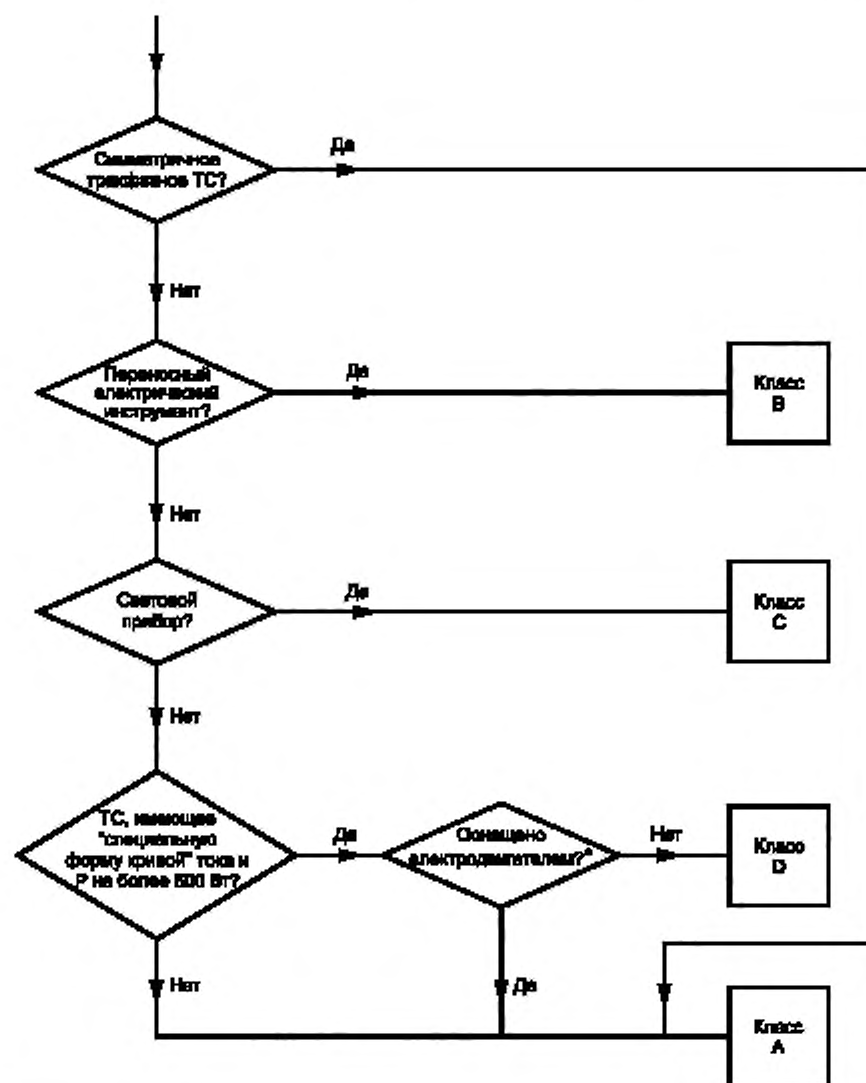 Да
Симметричное
трехфазное ТС?
Нет
Переносный
электрический
инструмент?
Да
Класс
B
Нет
Световой
прибор?
Да
Класс
C
Нет
ТС, имеющее
"специальную
форму кривой" тока и
Р не более 600 Вт?
Да
Оснащено
электродвигателем?*
Нет
Класс
D
Нет
Да
Класс
A